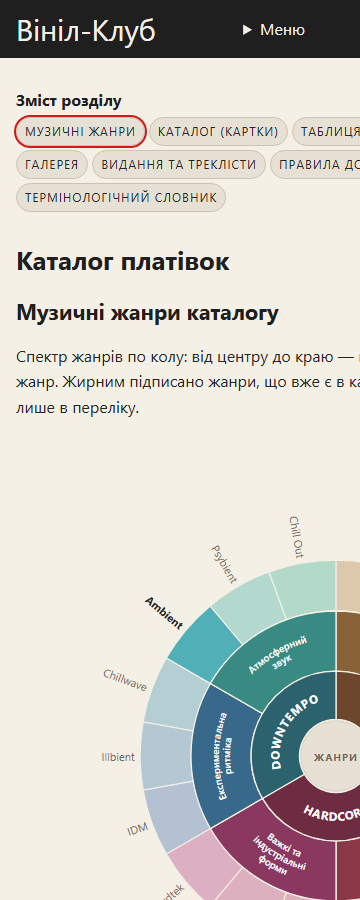 Вініл-Клуб
▶ Меню
Зміст розділу
МУЗИЧНІ ЖАНРИ
КАТАЛОГ (КАРТКИ)
ТАБЛИЦЯ
ГАЛЕРЕЯ
ВИДАННЯ ТА ТРЕКЛІСТИ
ПРАВИЛА ДО
ТЕРМІНОЛОГІЧНИЙ СЛОВНИК
Каталог платівок
Музичні жанри каталогу
Спектр жанрів по колу: від центру до краю —
жанр. Жирним підписано жанри, що вже є в ка
лише в переліку.
Chill Out
Psybient
Ambient
Атмосферний
звук
Chillwave
DOWNTEMPO
Експериментальна
ритміка
Illbient
ЖАНРИ
IDM
HARDCOR
Важкі та
індустріальні
форми